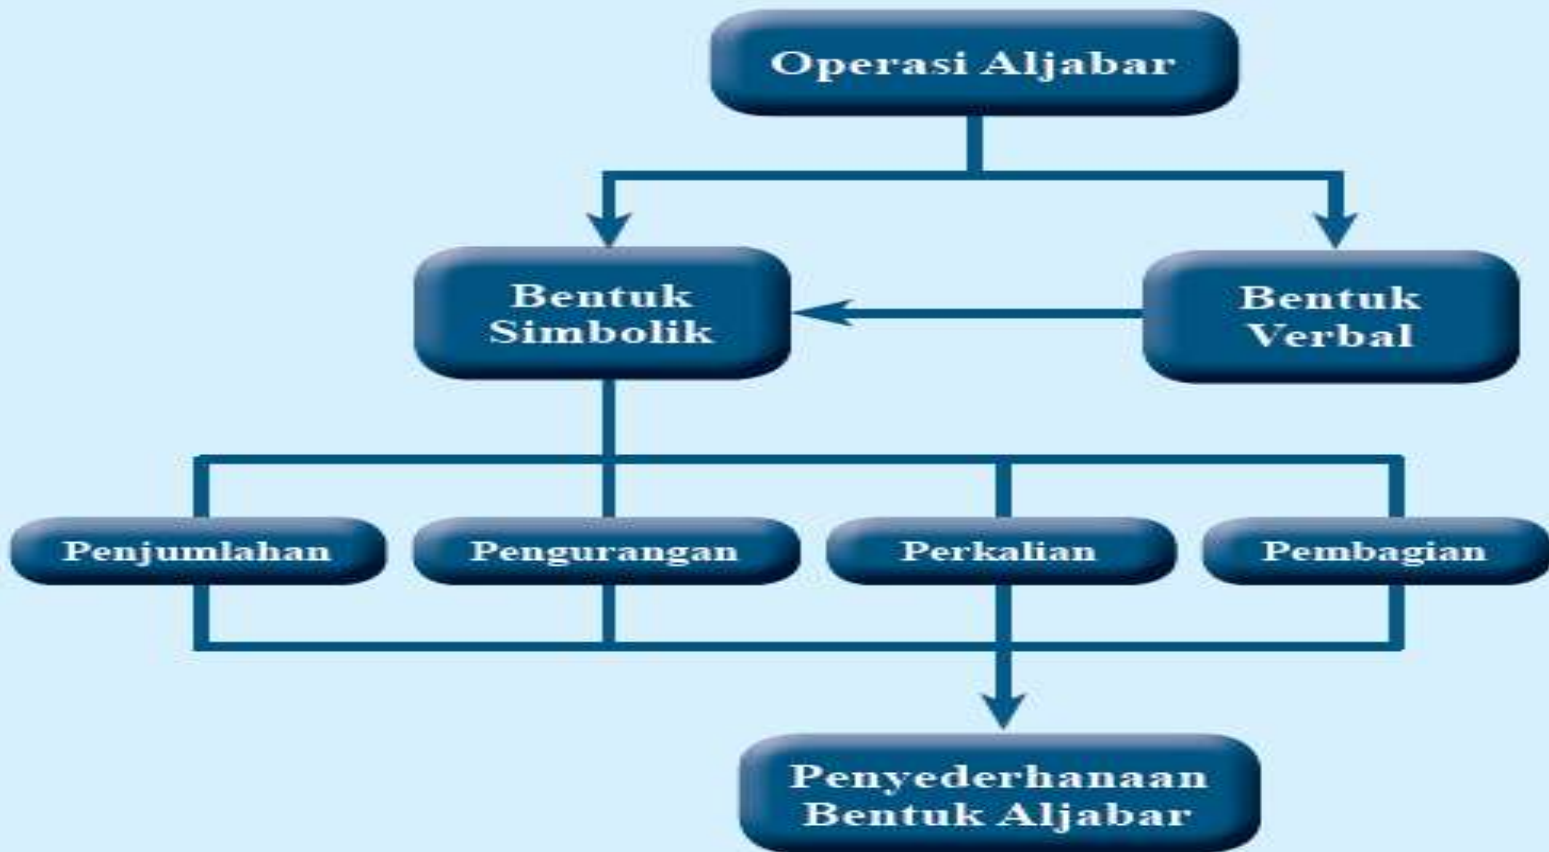 Operasi Aljabar
Bentuk
Simbolik
Bentuk
Verbal
Penjumlahan
Pengurangan
Perkalian
Pembagian
Penyederhanaan
Bentuk Aljabar